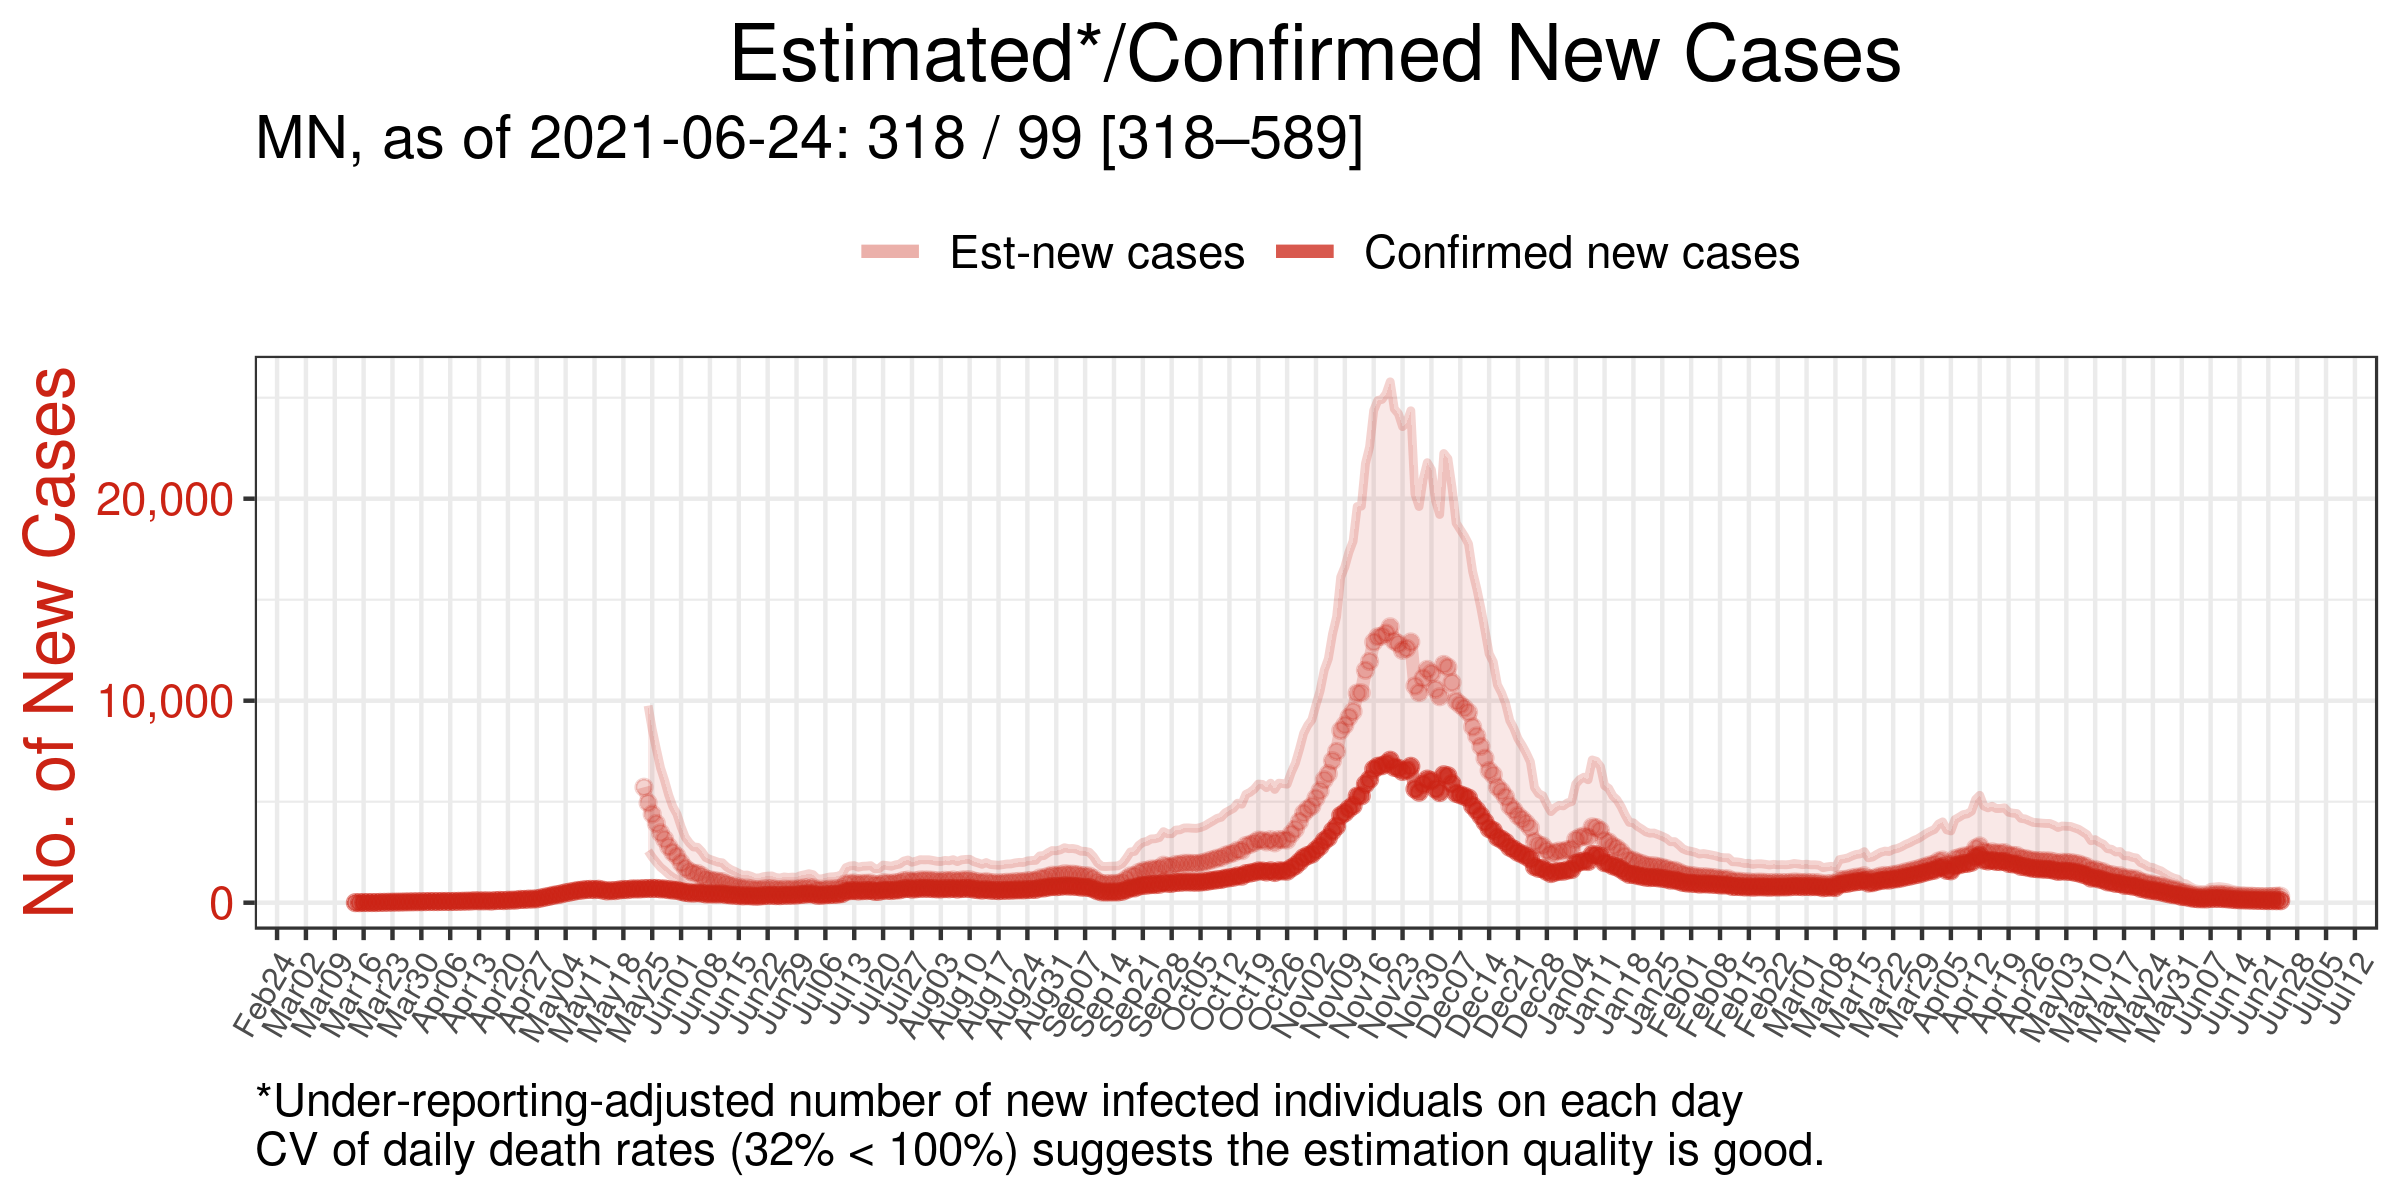 Estimated*/Confirmed New Cases
MN, as of 2021-06-24: 318 / 99 [318–589]
Est-new cases
Confirmed new cases
No. of New Cases
20,000
10,000
0
Feb24
Mar02
Mar09
Mar16
Mar23
Mar30
Apr06
Apr13
Apr20
Apr27
May04
May11
May18
May25
Jun01
Jun08
Jun15
Jun22
Jun29
Jul06
Jul13
Jul20
Jul27
Aug03
Aug10
Aug17
Aug24
Aug31
Sep07
Sep14
Sep21
Sep28
Oct05
Oct12
Oct19
Oct26
Nov02
Nov09
Nov16
Nov23
Nov30
Dec07
Dec14
Dec21
Dec28
Jan04
Jan11
Jan18
Jan25
Feb01
Feb08
Feb15
Feb22
Mar01
Mar08
Mar15
Mar22
Mar29
Apr05
Apr12
Apr19
Apr26
May03
May10
May17
May24
May31
Jun07
Jun14
Jun21
Jun28
Jul05
Jul12
*Under-reporting-adjusted number of new infected individuals on each day
CV of daily death rates (32% < 100%) suggests the estimation quality is good.